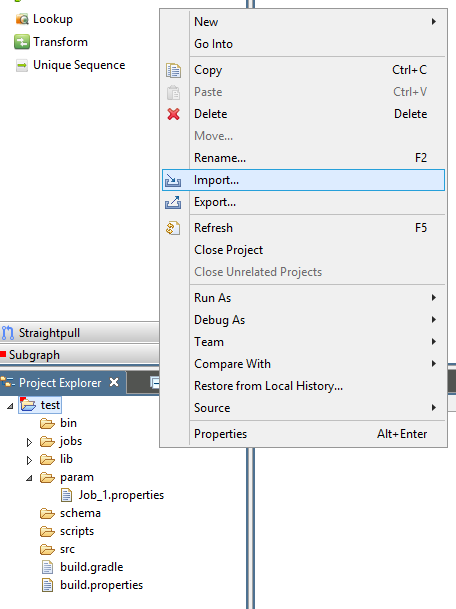 Lookup
Transform
Unique Sequence
New
Go Into
Copy Ctrl+C
Paste Ctrl+V
Delete Delete
Move...
Rename... F2
Import...
Export...
Refresh F5
Close Project
Close Unrelated Projects
Run As
Debug As
Team
Compare With
Restore from Local History...
Source
Properties Alt+Enter
Straightpull
Subgraph
Project Explorer
test
bin
jobs
lib
param
Job_1.properties
schema
scripts
src
build.gradle
build.properties